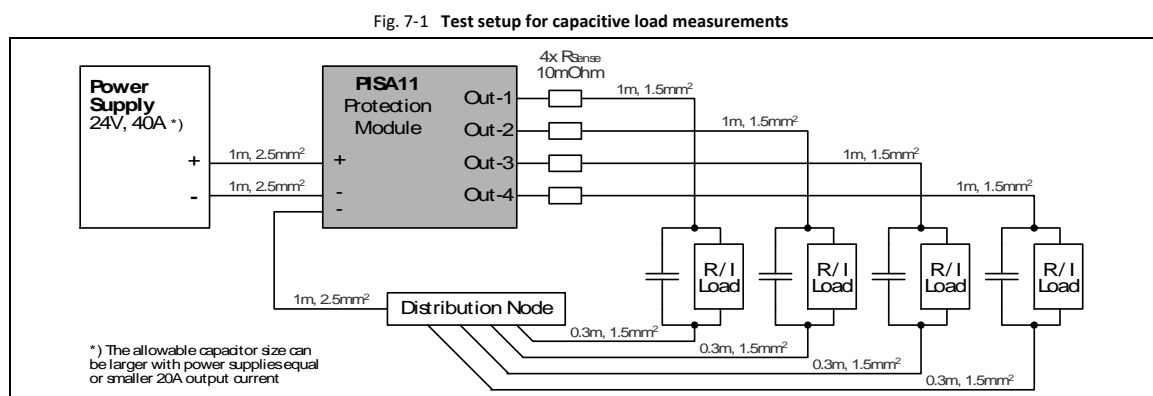 Fig. 7-1 Test setup for capacitive load measurements
4x RSense
10mOhm
Power
Supply
24V, 40A *)
+
-
PISA11
Protection
Module
+
-
-
Out-1
Out-2
Out-3
Out-4
1m, 2.5mm²
1m, 2.5mm²
1m, 1.5mm²
1m, 1.5mm²
1m, 1.5mm²
1m, 1.5mm²
R/I
Load
R/I
Load
R/I
Load
R/I
Load
1m, 2.5mm²
Distribution Node
0.3m, 1.5mm²
0.3m, 1.5mm²
0.3m, 1.5mm²
0.3m, 1.5mm²
*) The allowable capacitor size can
be larger with power supplies equal
or smaller 20A output current